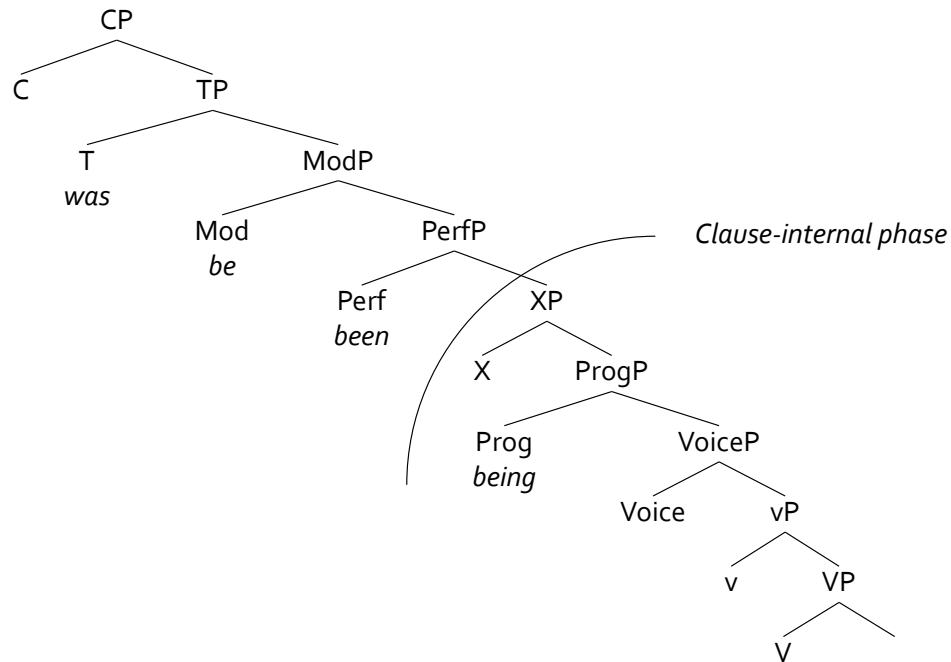 CP
C
TP
T
was
ModP
Mod
be
PerfP
Clause-internal phase
Perf
been
XP
X
ProgP
Prog
being
VoiceP
Voice
vP
v
VP
V